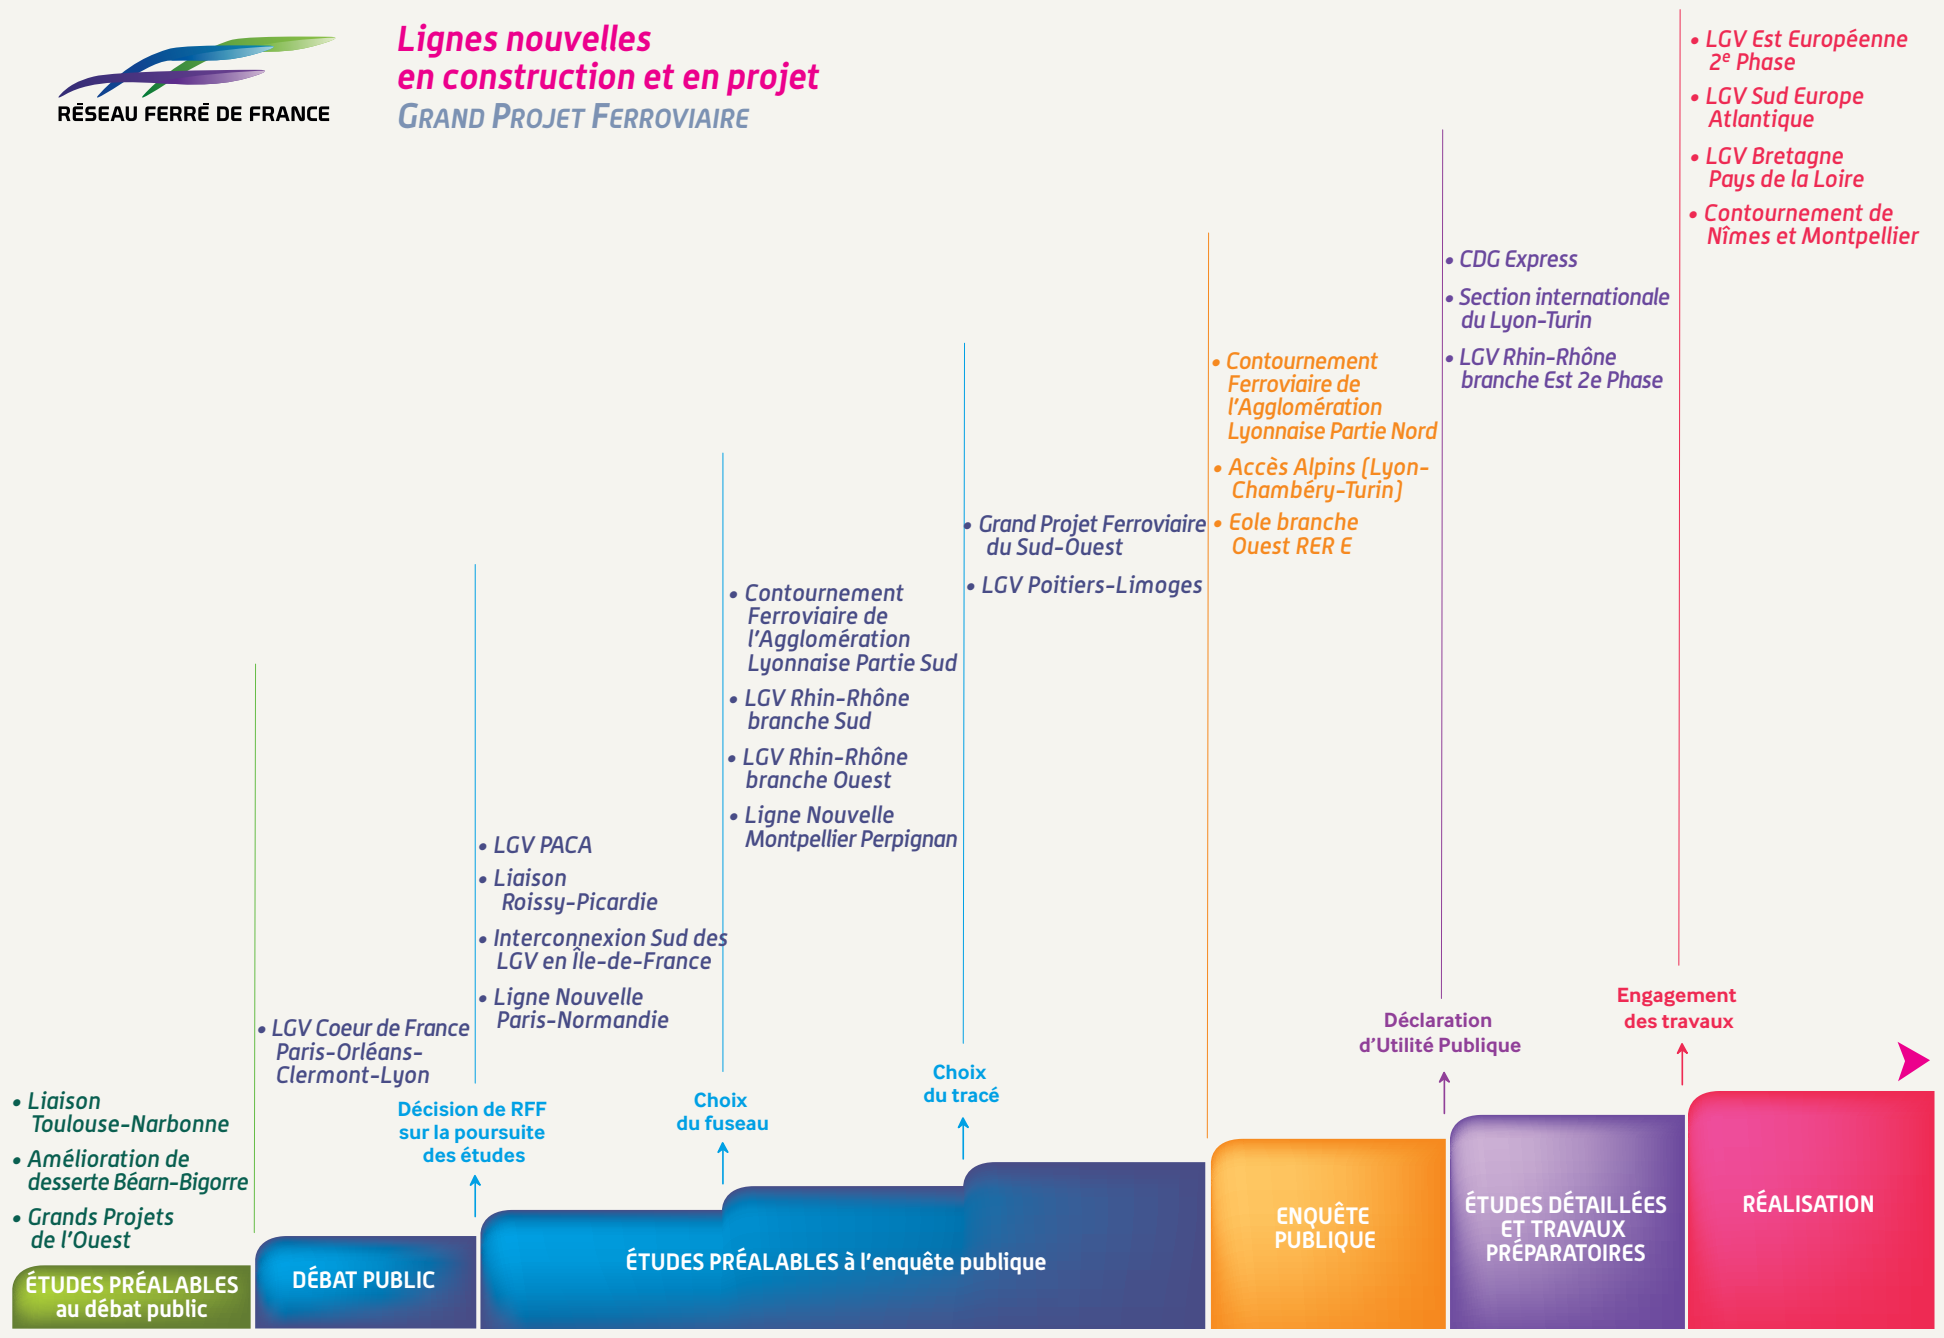 RÉSEAU FERRÉ DE FRANCE
Lignes nouvelles
en construction et en projet
GRAND PROJET FERROVIAIRE
• Liaison
Toulouse-Narbonne
• Amélioration de
desserte Béarn-Bigorre
• Grands Projets
de l'Ouest
ÉTUDES PRÉALABLES
au débat public
• LGV Coeur de France
Paris-Orléans-
Clermont-Lyon
DÉBAT PUBLIC
Décision de RFF
sur la poursuite
des études
• LGV PACA
• Liaison
Roissy-Picardie
• Interconnexion Sud des
LGV en Île-de-France
• Ligne Nouvelle
Paris-Normandie
Choix
du fuseau
• Contournement
Ferroviaire de
l'Agglomération
Lyonnaise Partie Sud
• LGV Rhin-Rhône
branche Sud
• LGV Rhin-Rhône
branche Ouest
• Ligne Nouvelle
Montpellier Perpignan
Choix
du tracé
• Grand Projet Ferroviaire
du Sud-Ouest
• LGV Poitiers-Limoges
ÉTUDES PRÉALABLES à l'enquête publique
• Contournement
Ferroviaire de
l'Agglomération
Lyonnaise Partie Nord
• Accès Alpins (Lyon-
Chambéry-Turin)
• Eole branche
Ouest RER E
ENQUÊTE
PUBLIQUE
Déclaration
d'Utilité Publique
• CDG Express
• Section internationale
du Lyon-Turin
• LGV Rhin-Rhône
branche Est 2e Phase
ÉTUDES DÉTAILLÉES
ET TRAVAUX
PRÉPARATOIRES
Engagement
des travaux
• LGV Est Européenne
2e Phase
• LGV Sud Europe
Atlantique
• LGV Bretagne
Pays de la Loire
• Contournement de
Nîmes et Montpellier
RÉALISATION